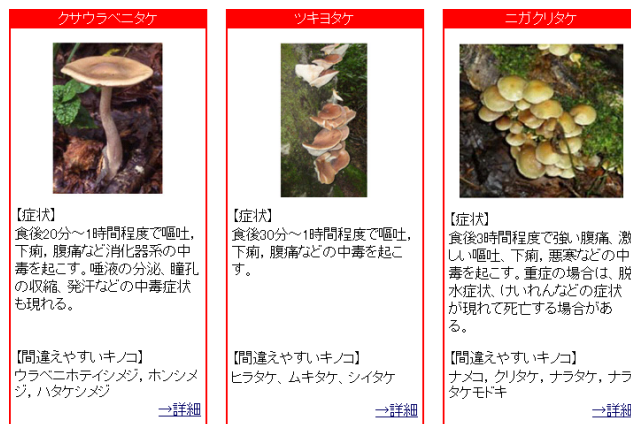 クサウラベニタケ
【症状】
食後20分～1時間程度で嘔吐,
下痢, 腹痛など消化器系の中
毒を起こす。唾液の分泌、瞳孔
の収縮、発汗などの中毒症状
も現れる。
【間違えやすいキノコ】
ウラベニホテイシメジ, ホンシメ
ジ, ハタケシメジ
→詳細
ツキヨタケ
【症状】
食後30分～1時間程度で嘔吐,
下痢, 腹痛などの中毒を起こ
す。
【間違えやすいキノコ】
ヒラタケ、ムキタケ、シイタケ
→詳細
ニガクリタケ
【症状】
食後3時間程度で強い腹痛、激
しい嘔吐、下痢, 悪寒などの中
毒を起こす。重症の場合は、脱
水症状、けいれんなどの症状
が現れて死亡する場合があ
る。
【間違えやすいキノコ】
ナメコ, クリタケ, ナラタケ, ナラ
タケモドキ
→詳細